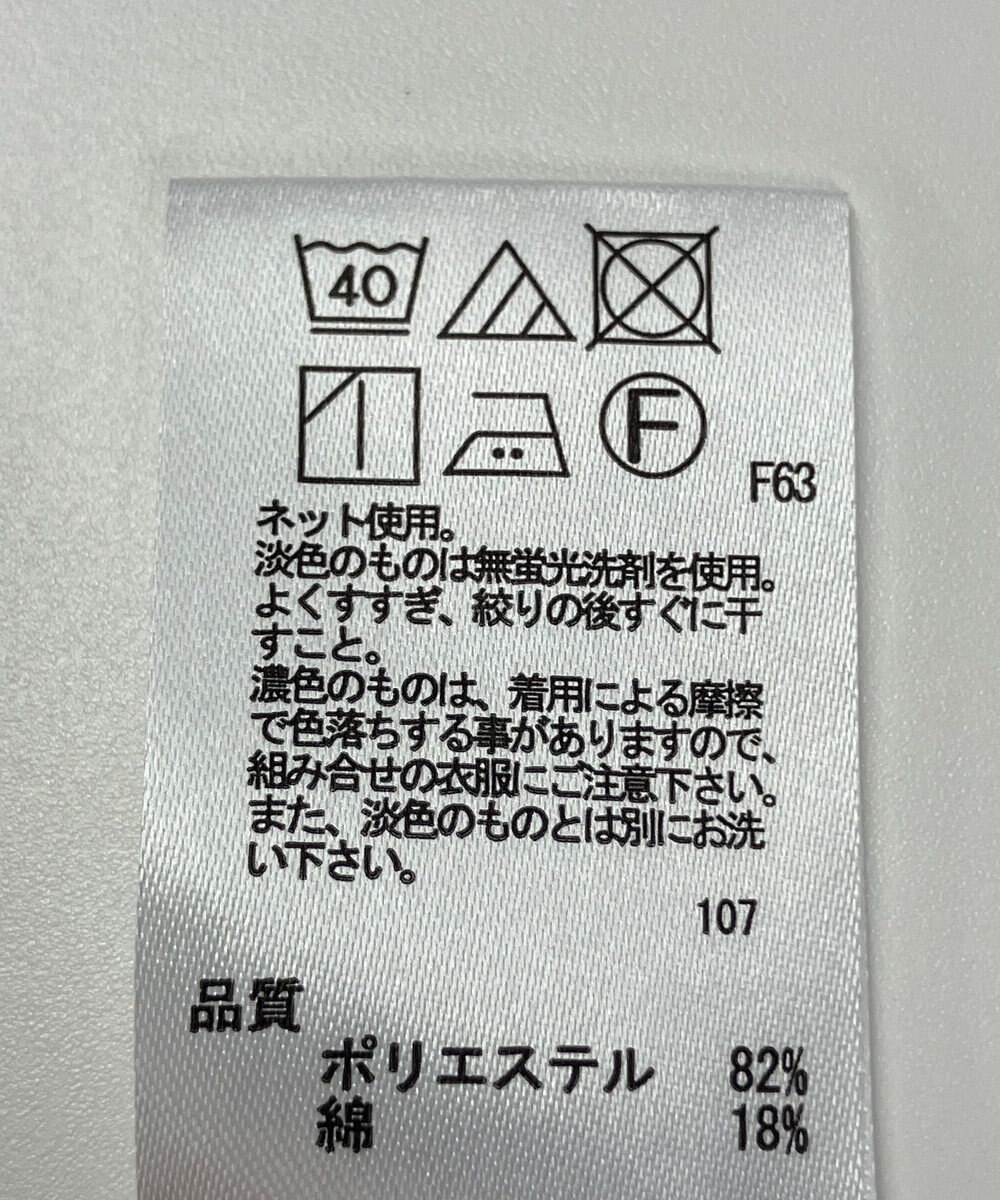 40
F
F63
ネット使用。
淡色のものは無蛍光洗剤を使用。
よくすすぎ、絞りの後すぐに干
すこと。
濃色のものは、着用による摩擦
で色落ちする事がありますので、
組み合せの衣服にご注意下さい。
また、淡色のものとは別にお洗
い下さい。
107
品質
ポリエステル 82%
綿 18%